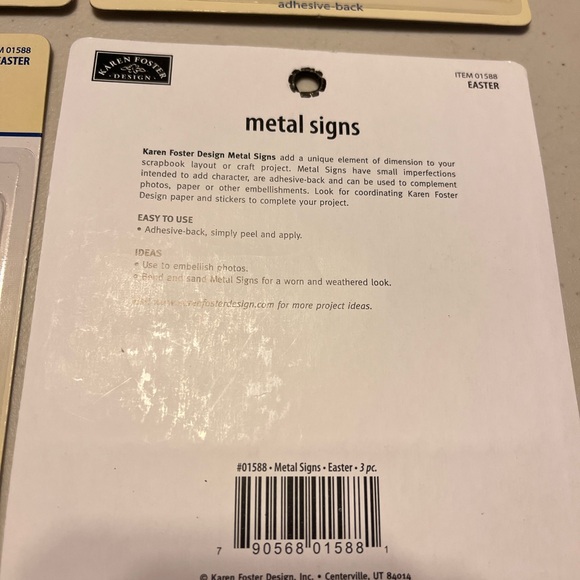 adhesive-back
M 01588
EASTER
KAREN FOSTER
· DESIGN ·
ITEM 01588
EASTER
metal signs
Karen Foster Design Metal Signs add a unique element of dimension to your
scrapbook layout or craft project. Metal Signs have small imperfections
intended to add character, are adhesive-back and can be used to complement
photos, paper or other embellishments. Look for coordinating Karen Foster
Design paper and stickers to complete your project.
EASY TO USE
• Adhesive-back, simply peel and apply.
IDEAS
• Use to embellish photos.
• Bend and sand Metal Signs for a worn and weathered look.
Visit www.karenfosterdesign.com for more project ideas.
#01588 • Metal Signs • Easter • 3 pc.
7 90568 01588 1
© Karen Foster Design, Inc. • Centerville, UT 84014